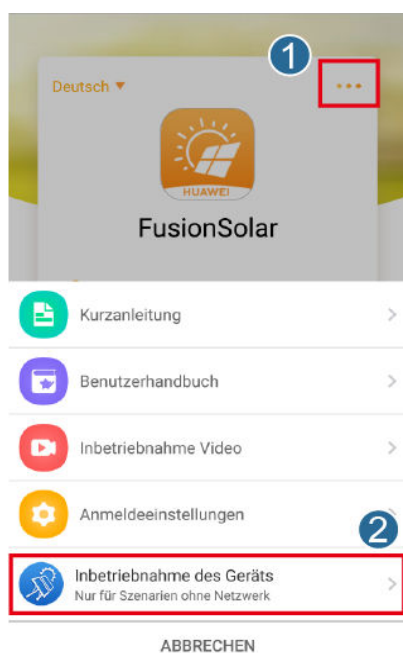 1
Deutsch ▼ •••
HUAWEI
FusionSolar
Kurzanleitung
Benutzerhandbuch
Inbetriebnahme Video
Anmeldeeinstellungen
2
Inbetriebnahme des Geräts
Nur für Szenarien ohne Netzwerk
ABBRECHEN